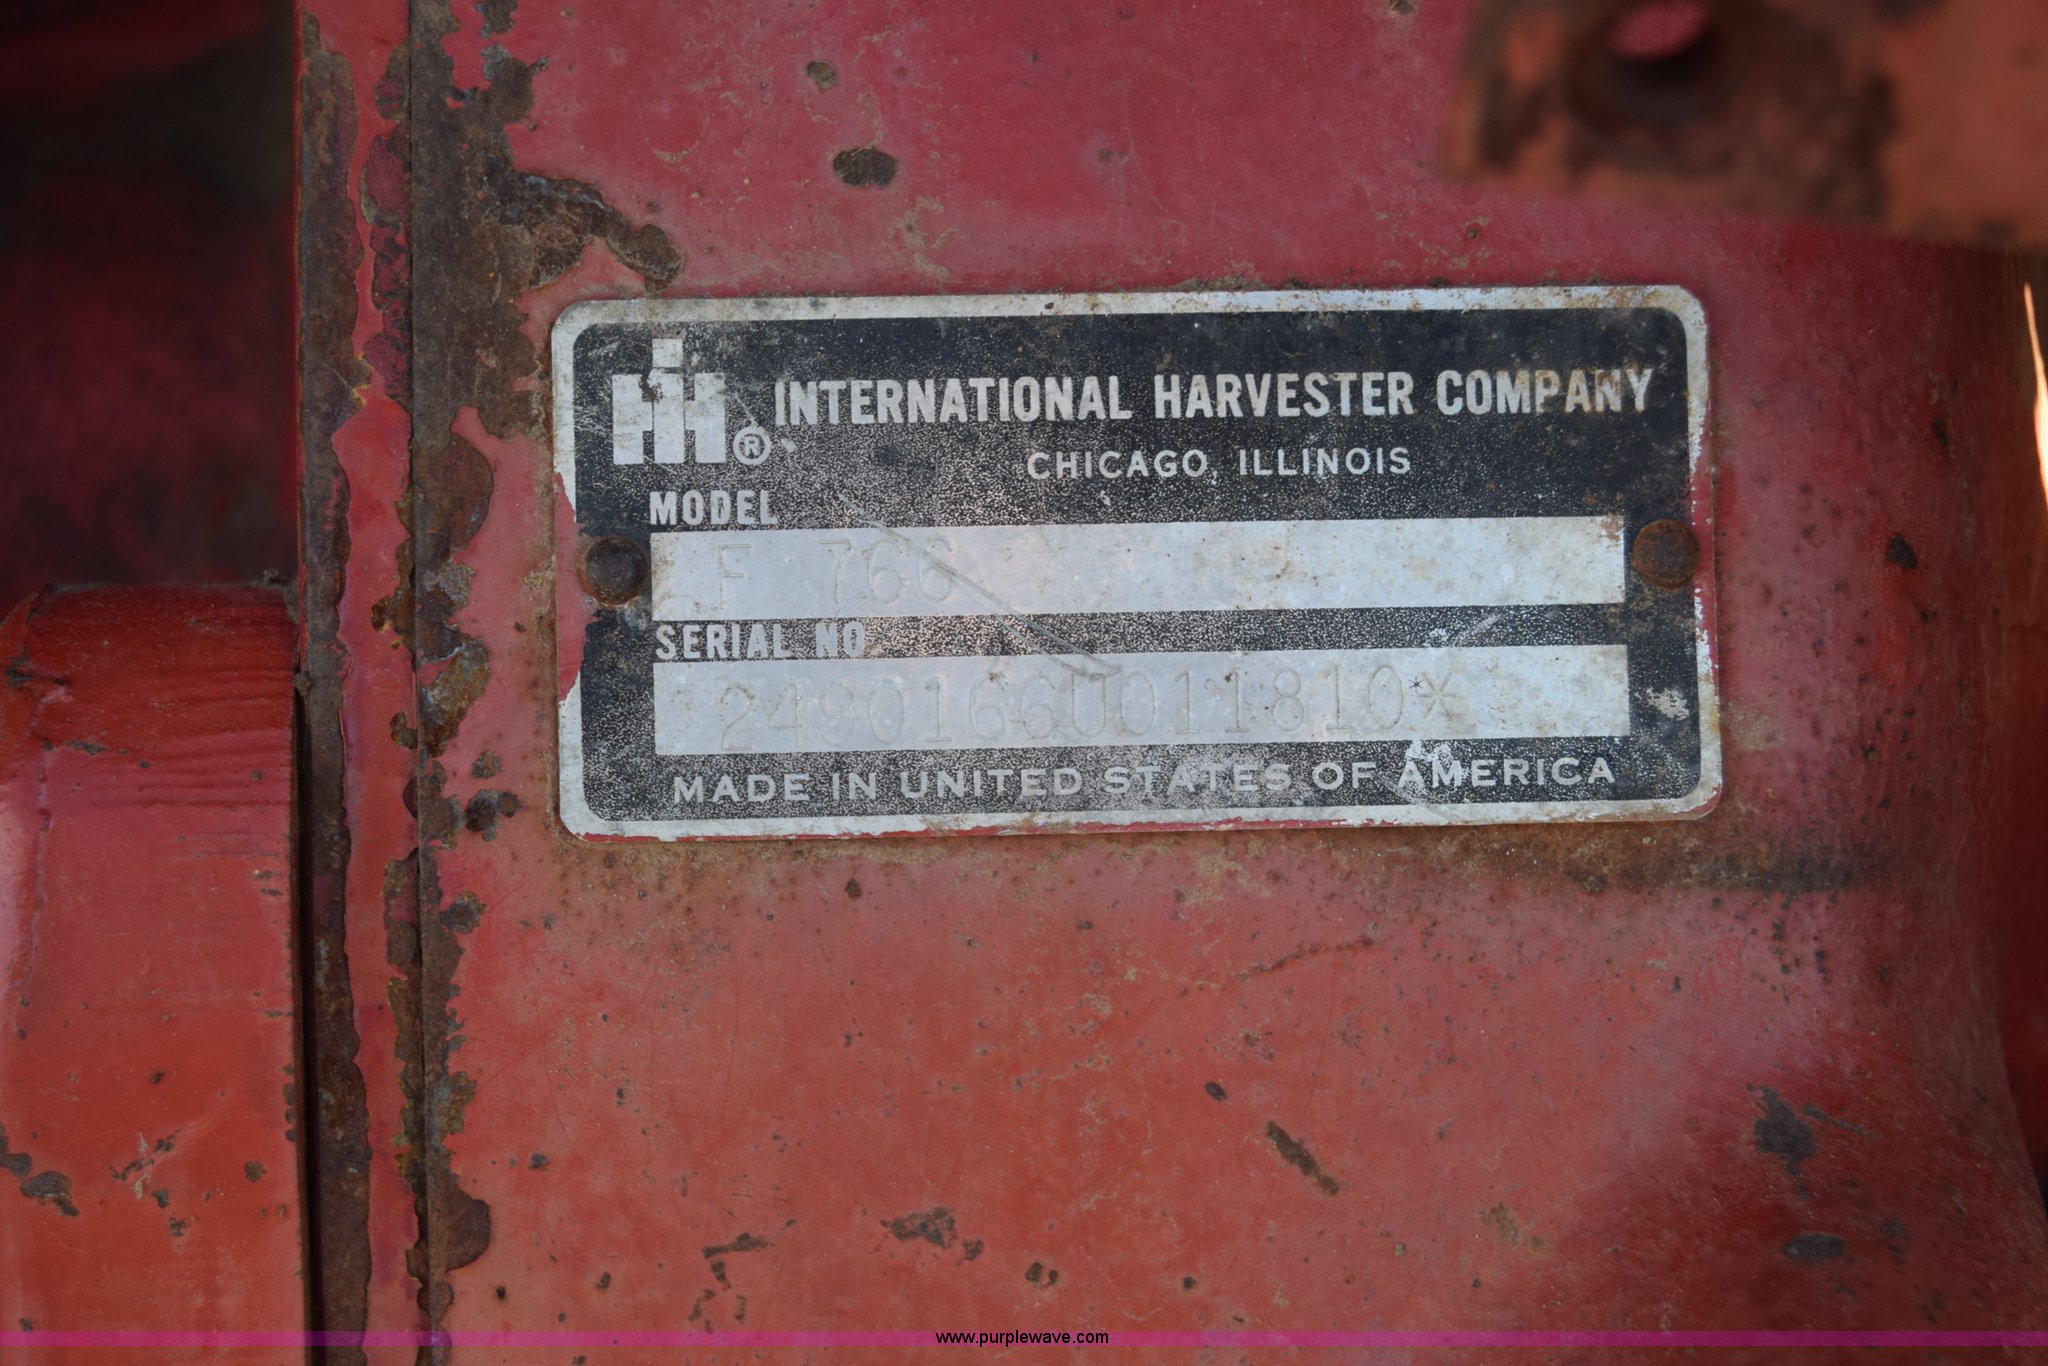 IH ® INTERNATIONAL HARVESTER COMPANY
CHICAGO, ILLINOIS
MODEL
F 766
SERIAL NO.
2490166U011810*
MADE IN UNITED STATES OF AMERICA
www.purplewave.com